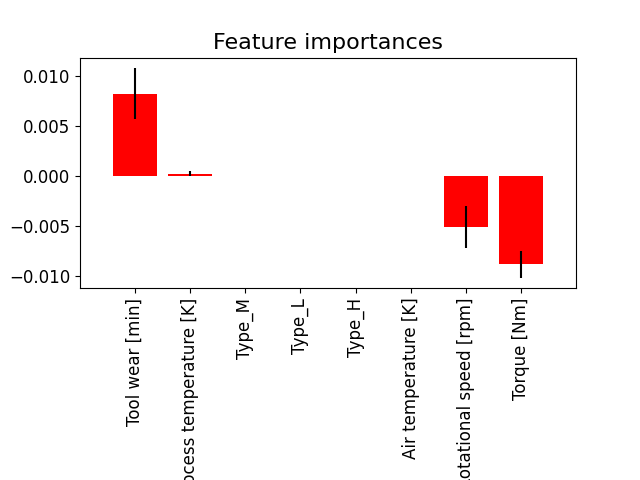 Feature importances
0.010
0.005
0.000
−0.005
−0.010
Tool wear [min]
ocess temperature [K]
Type_M
Type_L
Type_H
Air temperature [K]
otational speed [rpm]
Torque [Nm]